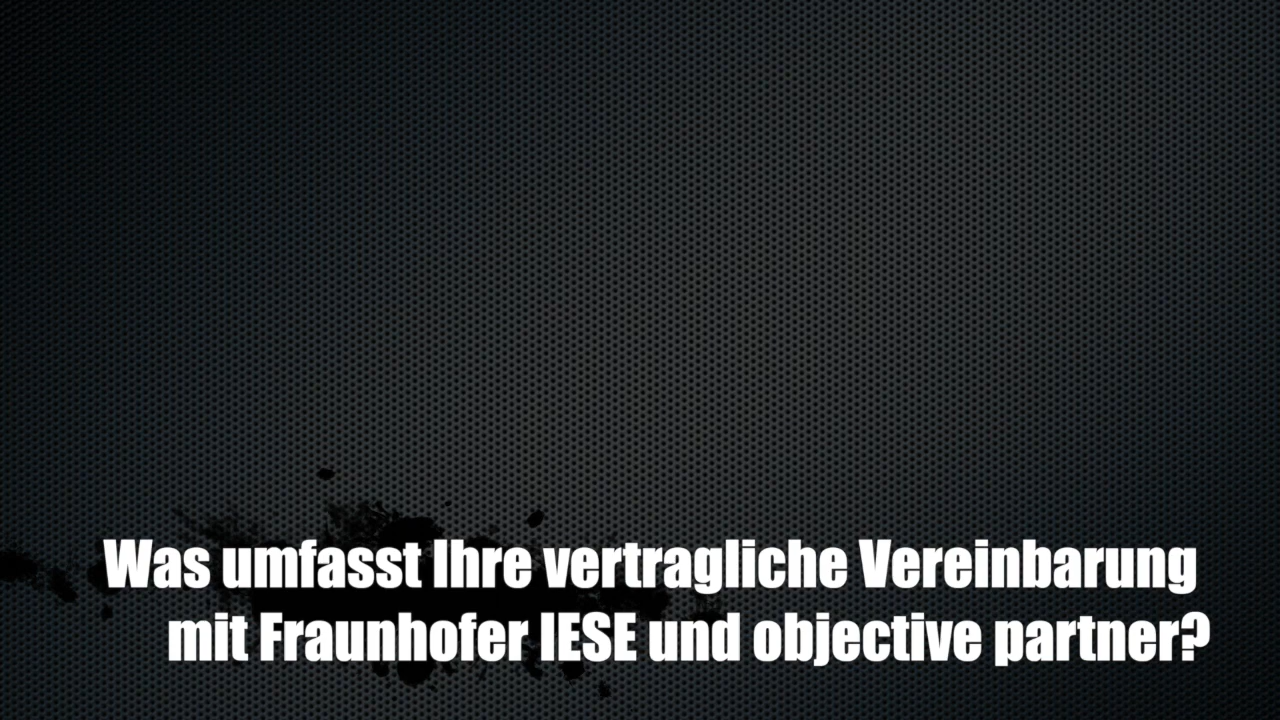 Was umfasst Ihre vertragliche Vereinbarung
mit Fraunhofer IESE und objective partner?